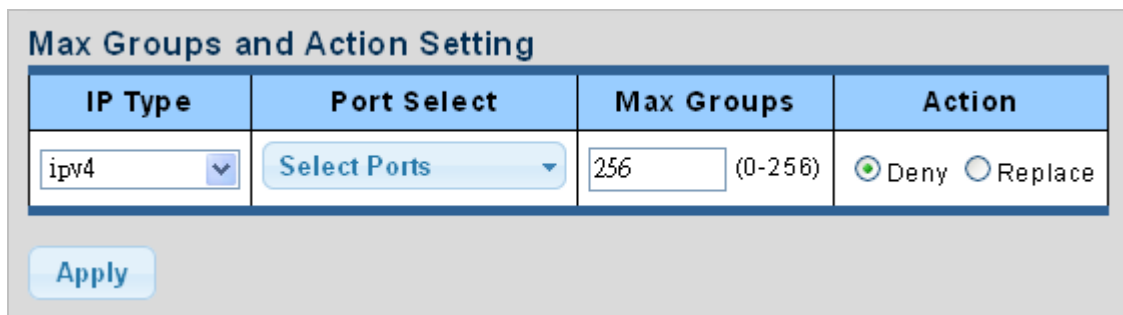 Max Groups and Action Setting
IP Type Port Select Max Groups Action
ipv4 Select Ports 256 (0-256) Deny Replace
Apply